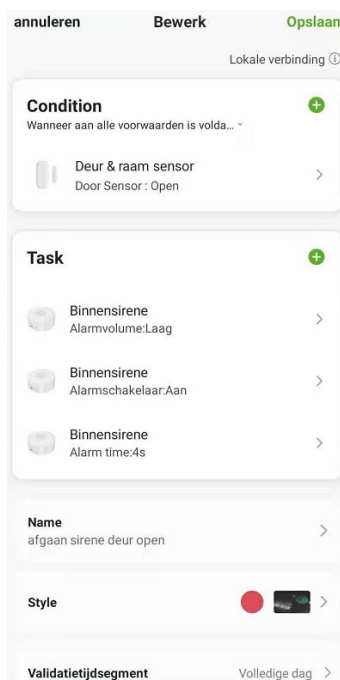 annuleren Bewerk Opslaan
Lokale verbinding
Condition
Wanneer aan alle voorwaarden is volda...
Deur & raam sensor
Door Sensor : Open
Task
Binnensirene
Alarmvolume:Laag
Binnensirene
Alarmschakelaar:Aan
Binnensirene
Alarm time:4s
Name
afgaan sirene deur open
Style
Validatietijdsegment Volledige dag